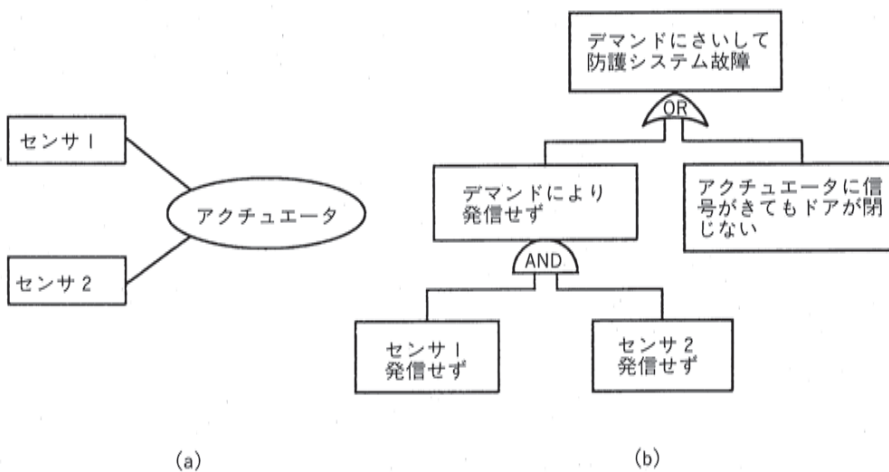 デマンドにさいして
防護システム故障
OR
センサ1
アクチュエータ
センサ2
デマンドにより
発信せず
アクチュエータに信
号がきてもドアが閉
じない
AND
センサ1
発信せず
センサ2
発信せず
(a)
(b)